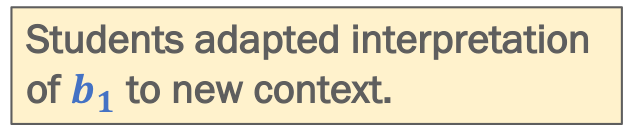 Students adapted interpretation
of b₁ to new context.